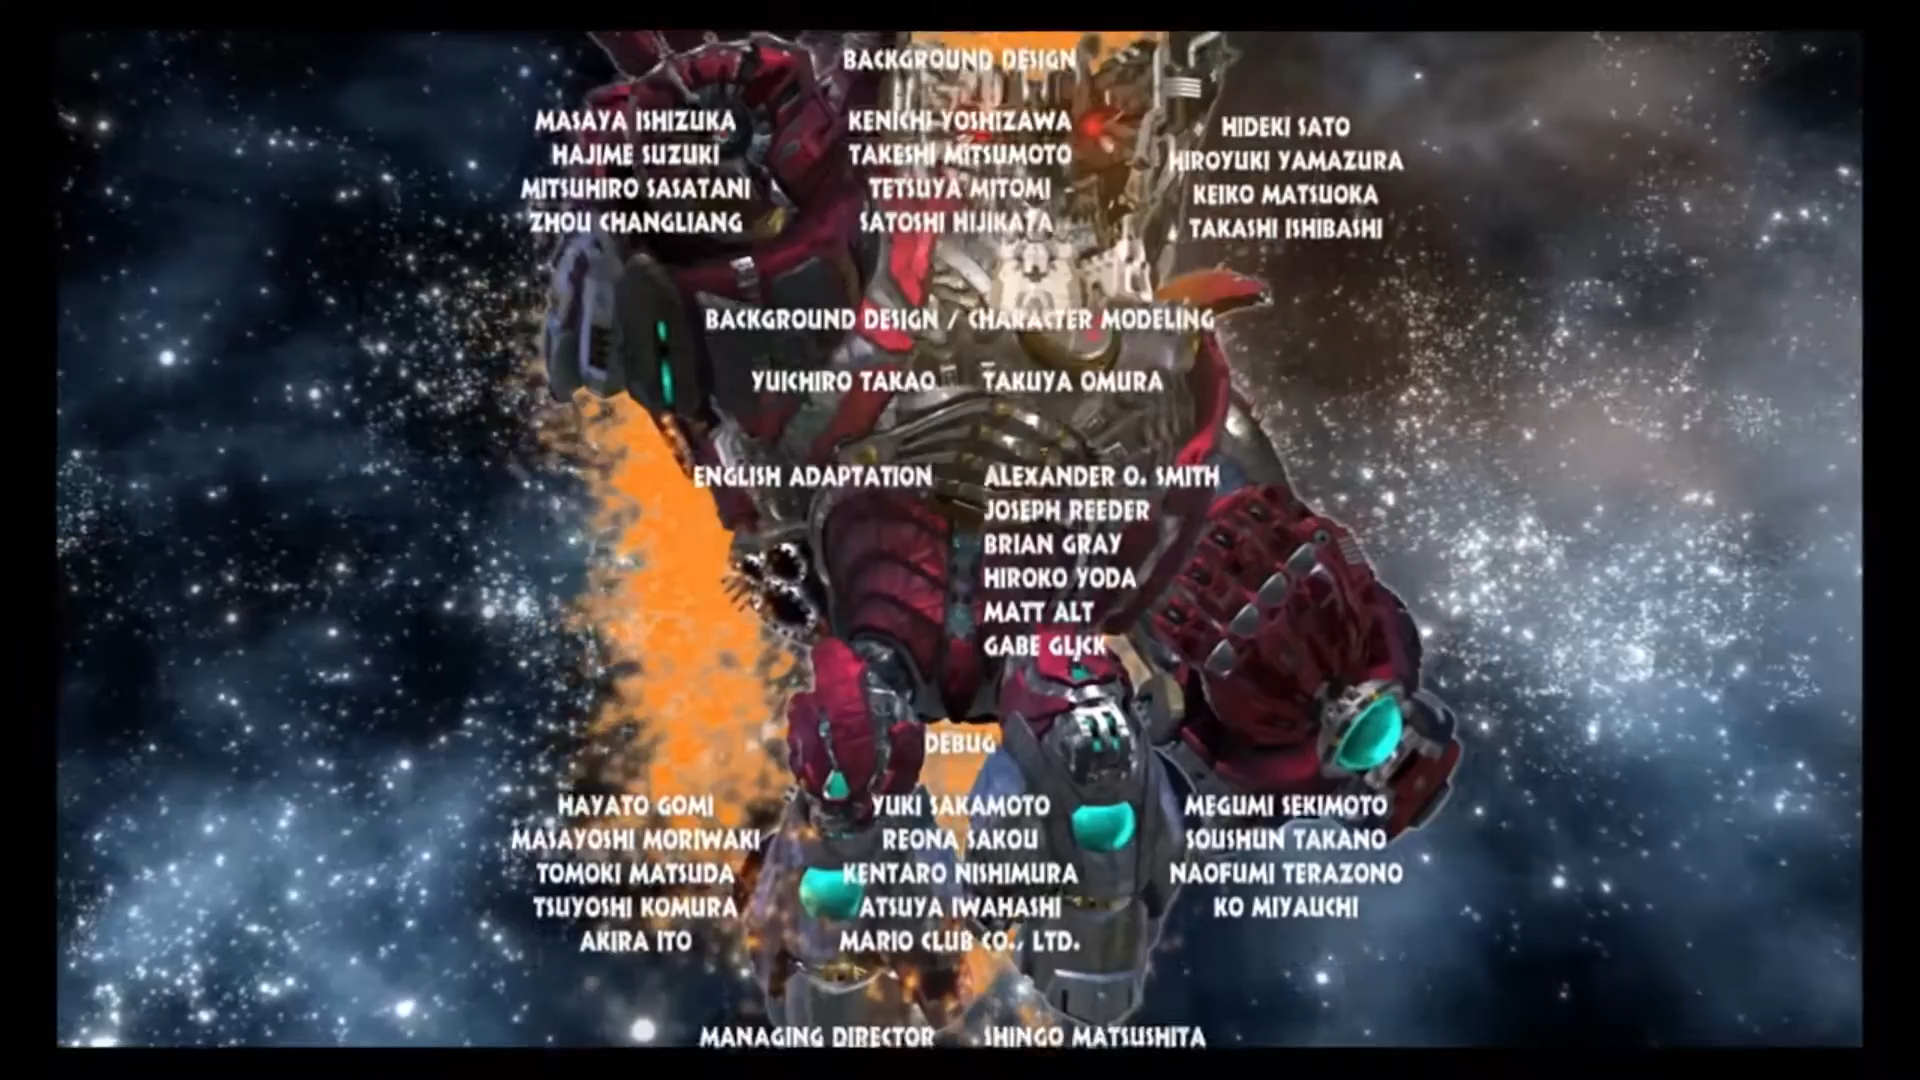 BACKGROUND DESIGN
MASAYA ISHIZUKA KENICHI YOSHIZAWA HIDEKI SATO
HAJIME SUZUKI TAKESHI MITSUMOTO HIROYUKI YAMAZURA
MITSUHIRO SASATANI TETSUYA MITOMI KEIKO MATSUOKA
ZHOU CHANGLIANG SATOSHI HIJIKATA TAKASHI ISHIBASHI
BACKGROUND DESIGN / CHARACTER MODELING
YUICHIRO TAKAO TAKUYA OMURA
ENGLISH ADAPTATION ALEXANDER O. SMITH
JOSEPH REEDER
BRIAN GRAY
HIROKO YODA
MATT ALT
GABE GLICK
DEBUG
HAYATO GOMI YUKI SAKAMOTO MEGUMI SEKIMOTO
MASAYOSHI MORIWAKI REONA SAKOU SOUSHUN TAKANO
TOMOKI MATSUDA KENTARO NISHIMURA NAOFUMI TERAZONO
TSUYOSHI KOMURA ATSUYA IWAHASHI KO MIYAUCHI
AKIRA ITO MARIO CLUB CO., LTD.
MANAGING DIRECTOR SHINGO MATSUSHITA